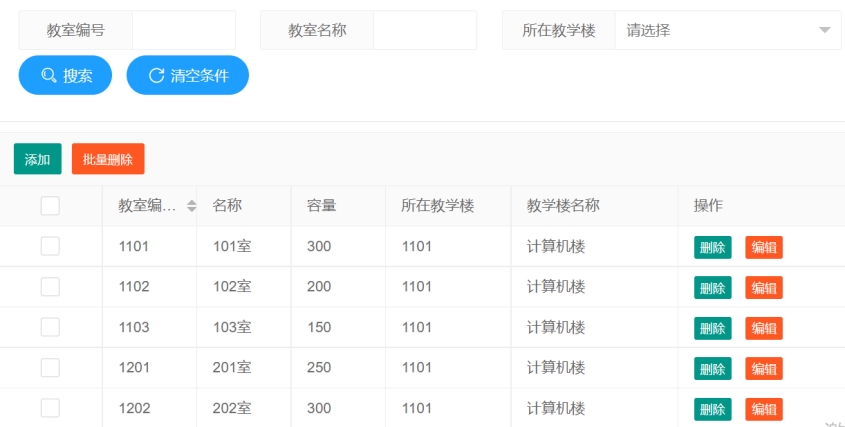 教室编号 教室名称 所在教学楼 请选择
搜索 清空条件
添加 批量删除
教室编... 名称 容量 所在教学楼 教学楼名称 操作
1101 101室 300 1101 计算机楼 删除 编辑
1102 102室 200 1101 计算机楼 删除 编辑
1103 103室 150 1101 计算机楼 删除 编辑
1201 201室 250 1101 计算机楼 删除 编辑
1202 202室 300 1101 计算机楼 删除 编辑